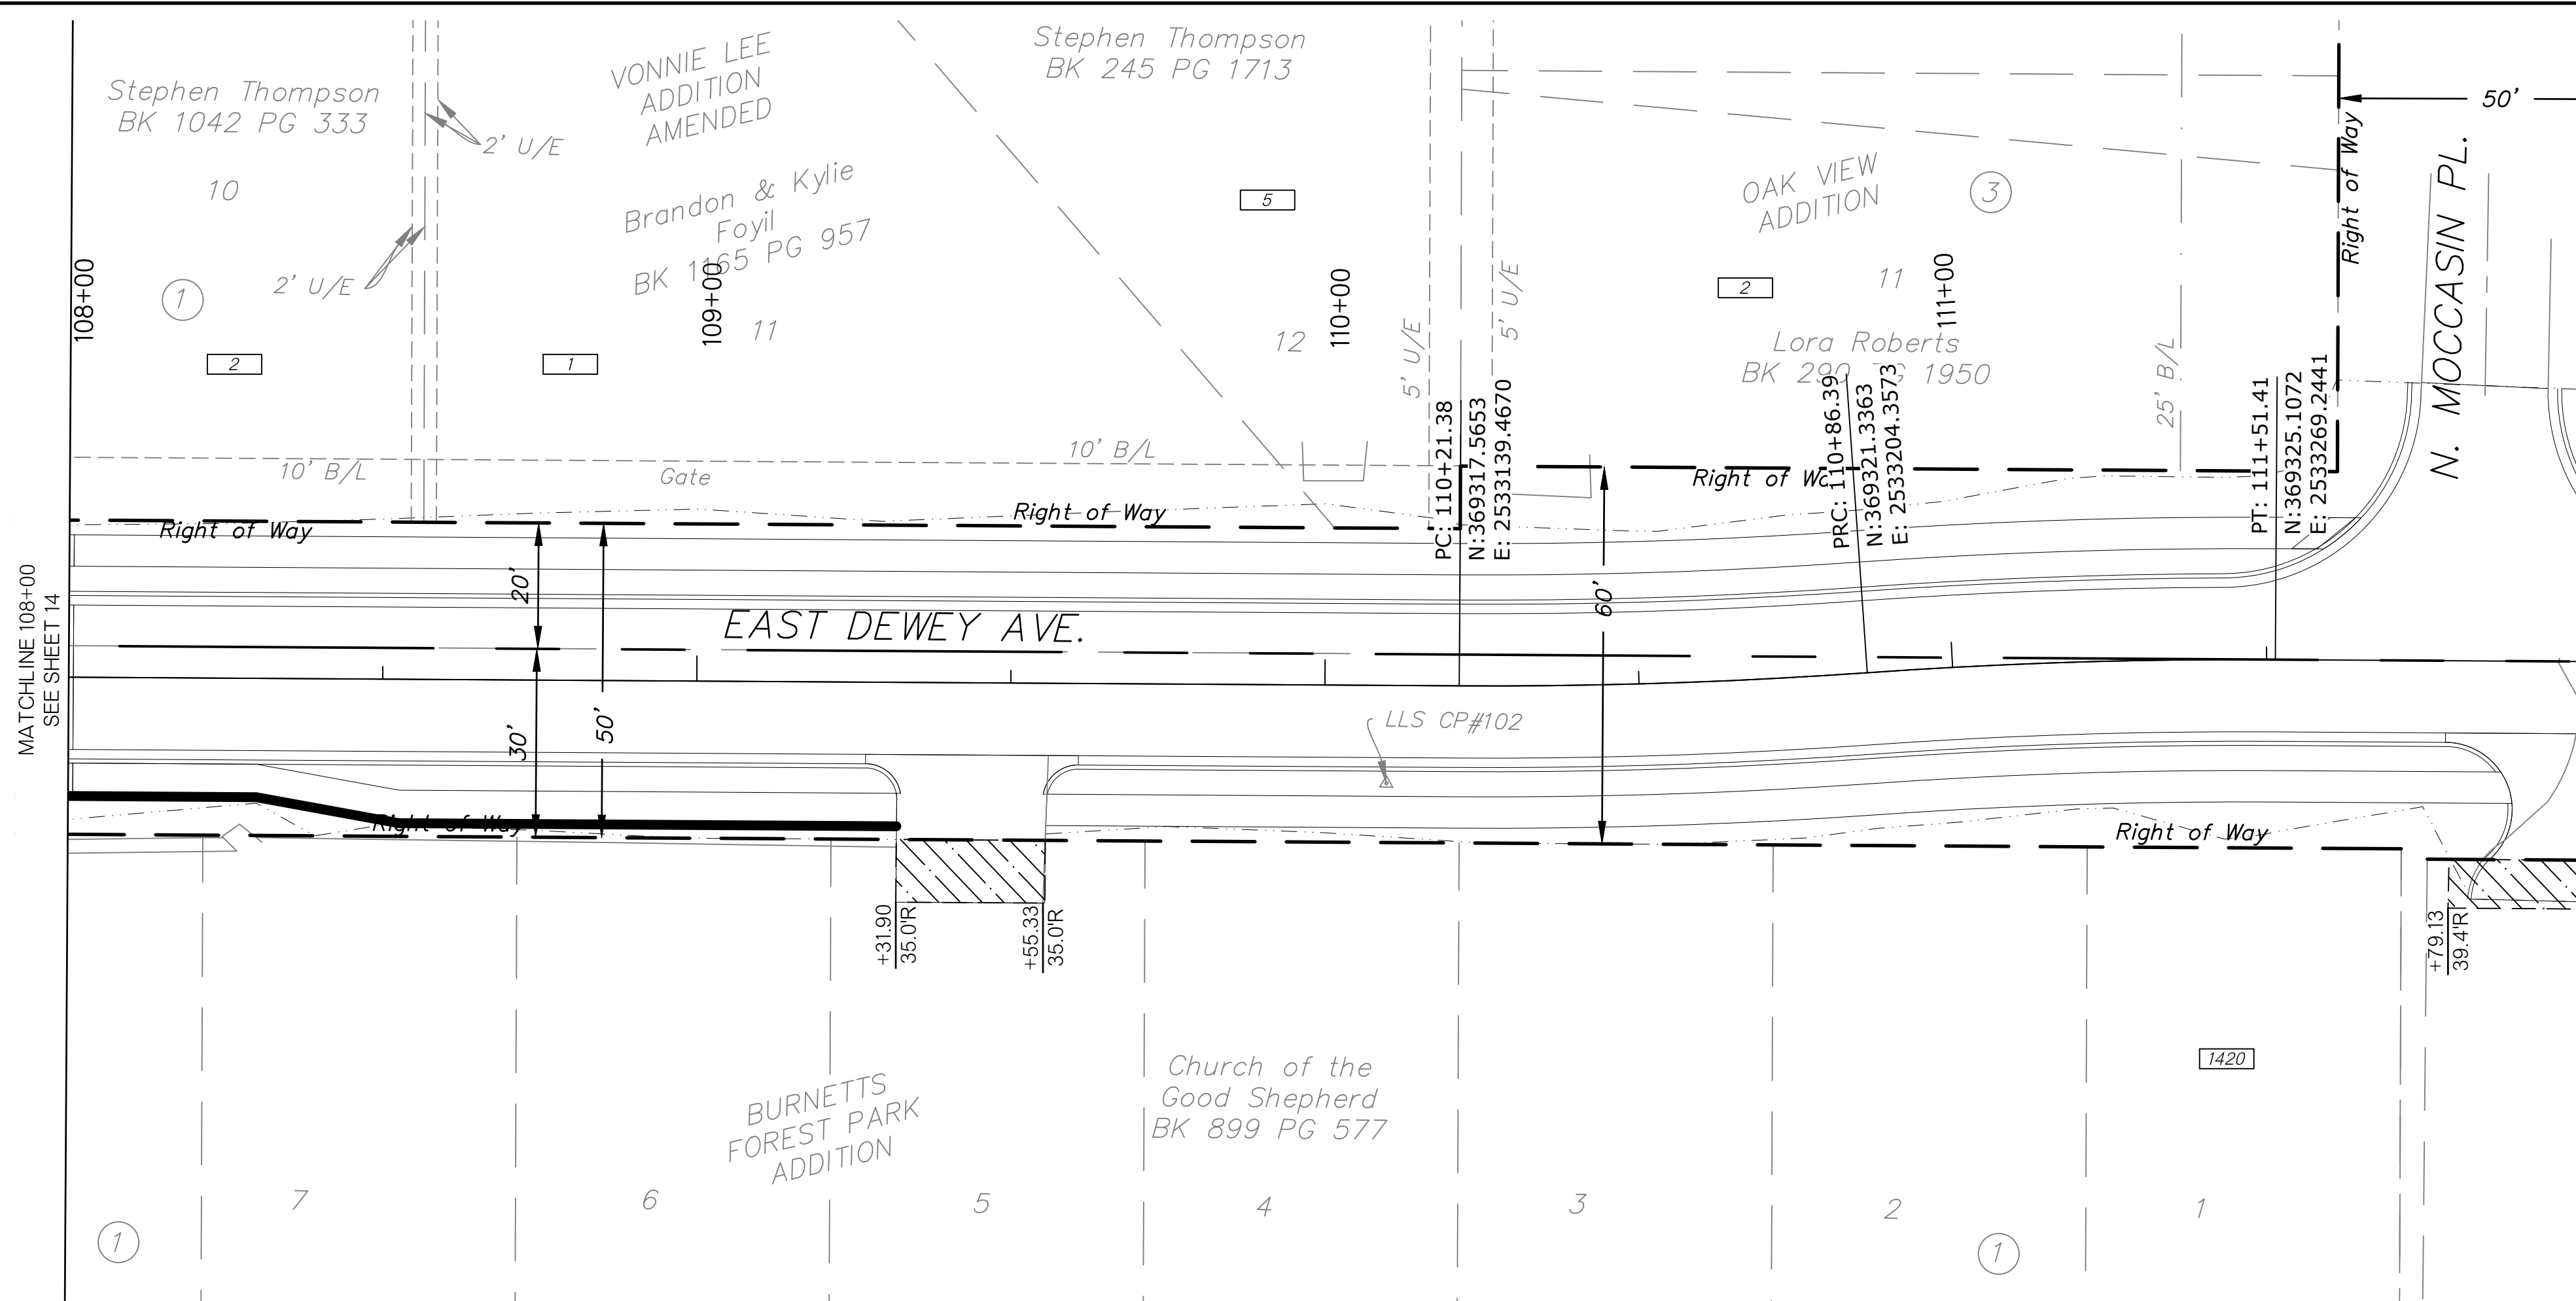 Stephen Thompson
BK 1042 PG 333
10
2' U/E
2' U/E
1
2
108+00
VONNIE LEE
ADDITION
AMENDED
Brandon & Kylie
Foyil
BK 1165 PG 957
109+00
11
1
Stephen Thompson
BK 245 PG 1713
5
12
110+00
5' U/E
5' U/E
OAK VIEW
ADDITION
3
2
11
111+00
Lora Roberts
BK 290 1950
25' B/L
Right of Way
50'
N. MOCCASIN PL.
10' B/L
Gate
10' B/L
Right of Way
Right of Way
Right of
PC: 110+21.38
N:369317.5653
E: 2533139.4670
PRC: 110+86.39
N:369321.3363
E: 2533204.3573
PT: 111+51.41
N:369325.1072
E: 2533269.2441
MATCHLINE 108+00
SEE SHEET 14
20'
30'
50'
60'
EAST DEWEY AVE.
LLS CP#102
Right of Way
Right of Way
+31.90
35.0'R
+55.33
35.0'R
+79.13
39.4'R
1420
BURNETTS
FOREST PARK
ADDITION
Church of the
Good Shepherd
BK 899 PG 577
7
6
5
4
3
2
1
1
1